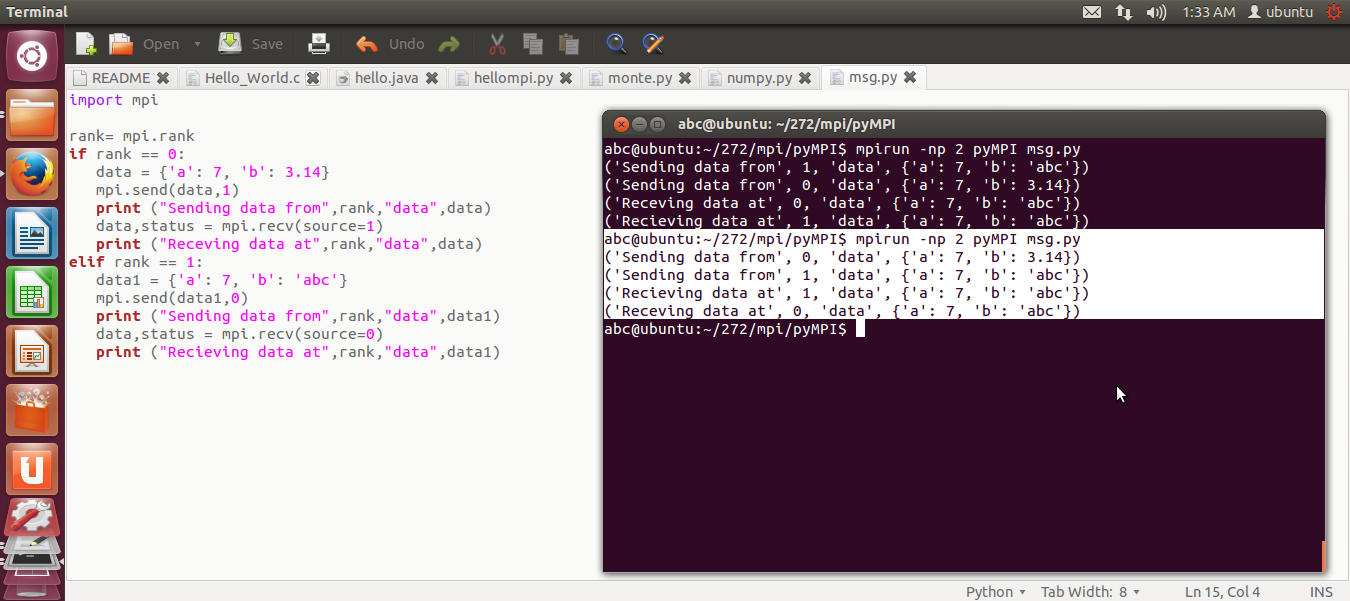 Terminal
1:33 AM
ubuntu
Open
Save
Undo
README
Hello_World.c
hello.java
hellompi.py
monte.py
numpy.py
msg.py
import mpi
rank= mpi.rank
if rank == 0:
data = {'a': 7, 'b': 3.14}
mpi.send(data,1)
print ("Sending data from",rank,"data",data)
data,status = mpi.recv(source=1)
print ("Receving data at",rank,"data",data)
elif rank == 1:
data1 = {'a': 7, 'b': 'abc'}
mpi.send(data1,0)
print ("Sending data from",rank,"data",data1)
data,status = mpi.recv(source=0)
print ("Recieving data at",rank,"data",data1)
abc@ubuntu: ~/272/mpi/pyMPI
abc@ubuntu:~/272/mpi/pyMPI$ mpirun -np 2 pyMPI msg.py
('Sending data from', 1, 'data', {'a': 7, 'b': 'abc'})
('Sending data from', 0, 'data', {'a': 7, 'b': 3.14})
('Receving data at', 0, 'data', {'a': 7, 'b': 'abc'})
('Recieving data at', 1, 'data', {'a': 7, 'b': 'abc'})
abc@ubuntu:~/272/mpi/pyMPI$ mpirun -np 2 pyMPI msg.py
('Sending data from', 0, 'data', {'a': 7, 'b': 3.14})
('Sending data from', 1, 'data', {'a': 7, 'b': 'abc'})
('Recieving data at', 1, 'data', {'a': 7, 'b': 'abc'})
('Receving data at', 0, 'data', {'a': 7, 'b': 'abc'})
abc@ubuntu:~/272/mpi/pyMPI$
Python
Tab Width: 8
Ln 15, Col 4
INS